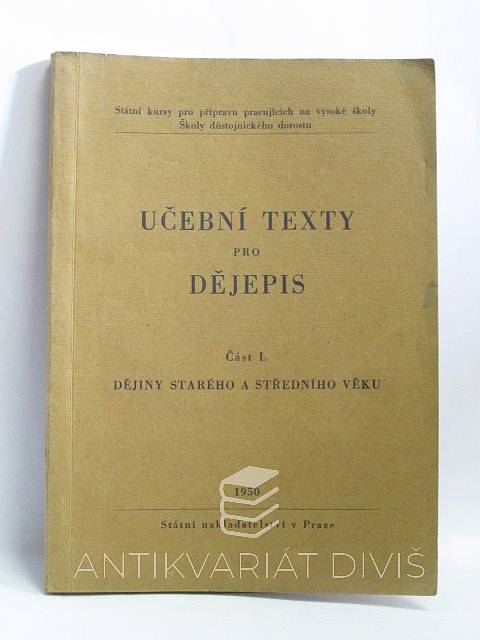 Státní kursy pro přípravu pracujících na vysoké školy
Školy důstojnického dorostu
UČEBNÍ TEXTY
PRO
DĚJEPIS
Část I.
DĚJINY STARÉHO A STŘEDNÍHO VĚKU
1950
Státní nakladatelství v Praze
ANTIKVARIÁT DIVIŠ